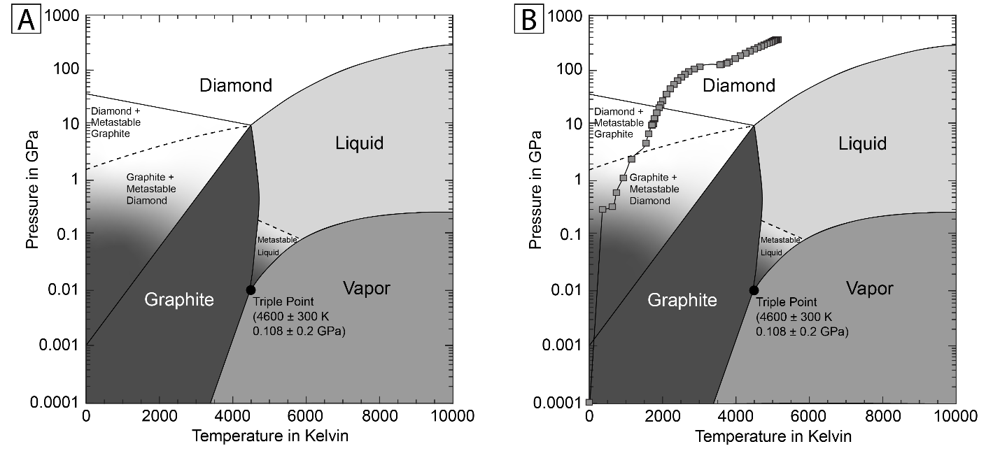 A
1000
100
10
1
0.1
0.01
0.001
0.0001
Pressure in GPa
Diamond
Diamond +
Metastable
Graphite
Graphite +
Metastable
Diamond
Liquid
Metastable
Liquid
Graphite
Vapor
Triple Point
(4600 ± 300 K
0.108 ± 0.2 GPa)
0 2000 4000 6000 8000 10000
Temperature in Kelvin
B
1000
100
10
1
0.1
0.01
0.001
0.0001
Pressure in GPa
Diamond
Diamond +
Metastable
Graphite
Graphite +
Metastable
Diamond
Liquid
Metastable
Liquid
Graphite
Vapor
Triple Point
(4600 ± 300 K
0.108 ± 0.2 GPa)
0 2000 4000 6000 8000 10000
Temperature in Kelvin